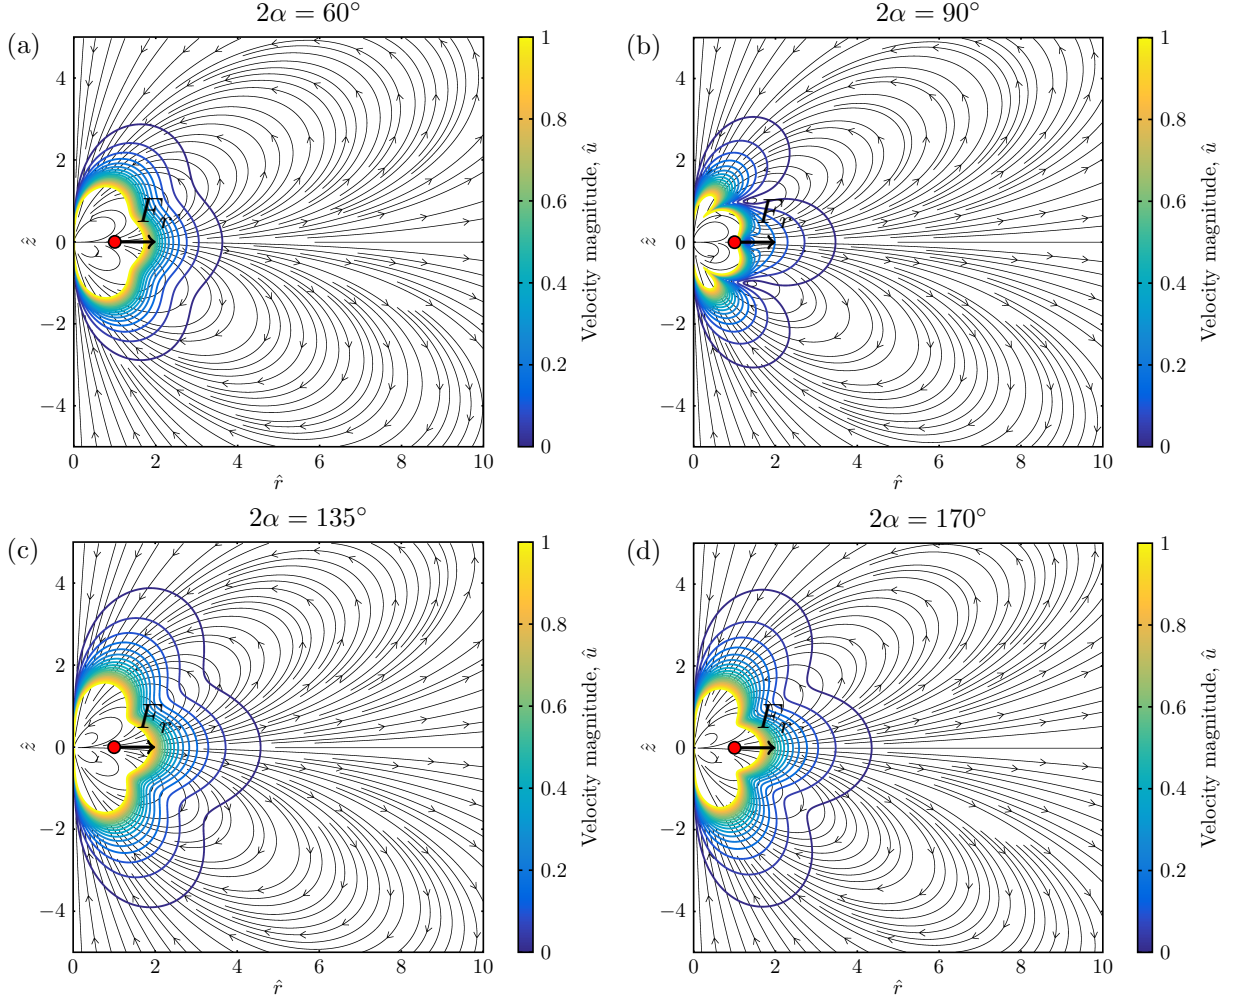 2α = 60°
(a)
4
2
0
−2
−4
ẑ
0 2 4 6 8 10
r̂
F_r
1
0.8
0.6
0.4
0.2
0
Velocity magnitude, û
2α = 90°
(b)
4
2
0
−2
−4
ẑ
0 2 4 6 8 10
r̂
F_r
1
0.8
0.6
0.4
0.2
0
Velocity magnitude, û
2α = 135°
(c)
4
2
0
−2
−4
ẑ
0 2 4 6 8 10
r̂
F_r
1
0.8
0.6
0.4
0.2
0
Velocity magnitude, û
2α = 170°
(d)
4
2
0
−2
−4
ẑ
0 2 4 6 8 10
r̂
F_r
1
0.8
0.6
0.4
0.2
0
Velocity magnitude, û